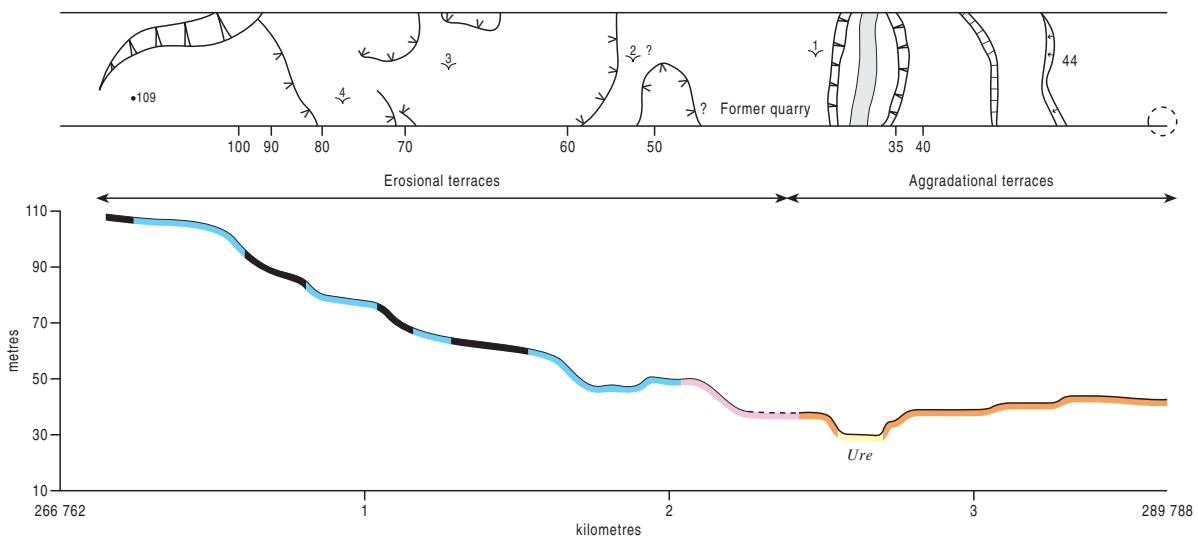 1
2 ?
3
4
44
•109
? Former quarry
100 90 80 70 60 50 35 40
Erosional terraces
Aggradational terraces
110
90
70
50
30
10
metres
Ure
266 762 1 2 3 289 788
kilometres